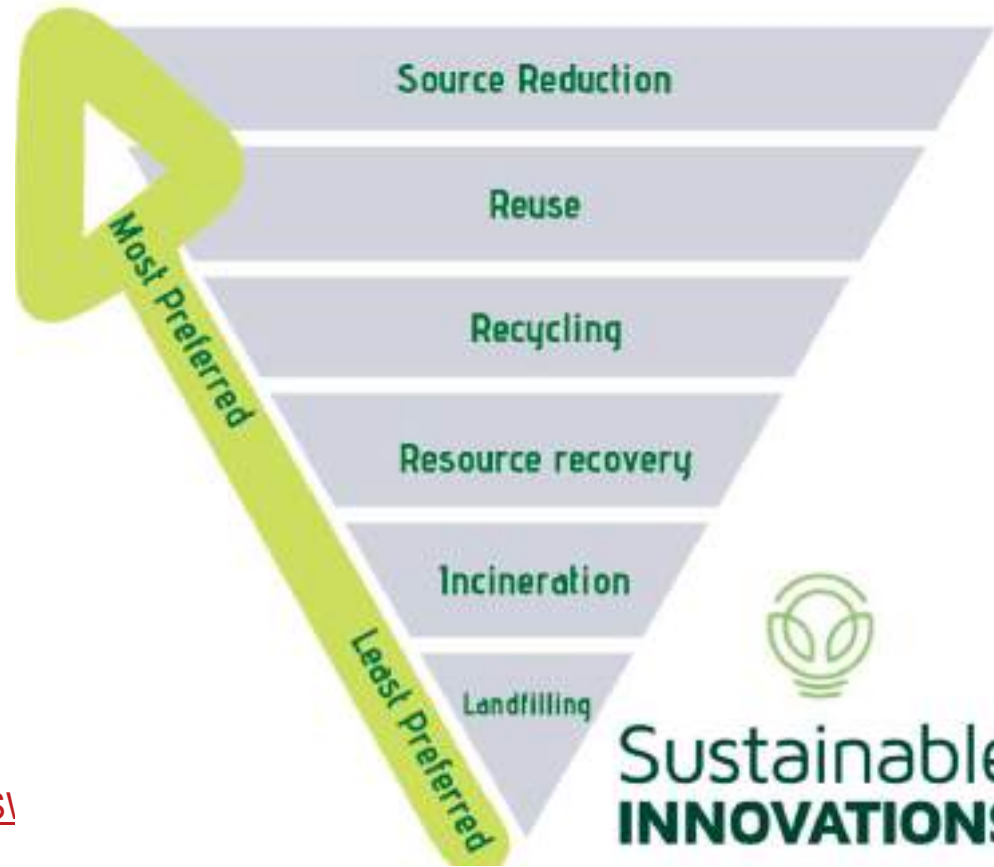 Source Reduction
Reuse
Most Preferred
Recycling
Resource recovery
Incineration
Least Preferred
Landfilling
Sustainable
INNOVATIONS
s\